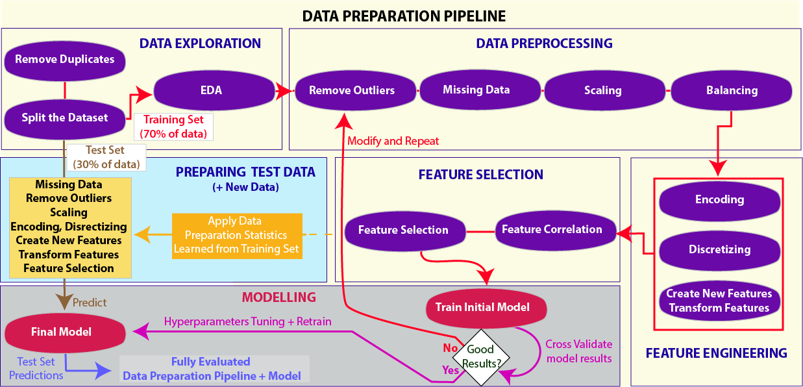 DATA PREPARATION PIPELINE
DATA EXPLORATION
Remove Duplicates
Split the Dataset
EDA
Training Set
(70% of data)
Test Set
(30% of data)
DATA PREPROCESSING
Remove Outliers
Missing Data
Scaling
Balancing
Modify and Repeat
PREPARING TEST DATA
(+ New Data)
Missing Data
Remove Outliers
Scaling
Encoding, Disrectizing
Create New Features
Transform Features
Feature Selection
Apply Data
Preparation Statistics
Learned from Training Set
FEATURE SELECTION
Feature Selection
Feature Correlation
Encoding
Discretizing
Create New Features
Transform Features
FEATURE ENGINEERING
MODELLING
Predict
Train Initial Model
Final Model
Hyperparameters Tuning + Retrain
No
Good
Results?
Yes
Cross Validate
model results
Test Set
Predictions
Fully Evaluated
Data Preparation Pipeline + Model